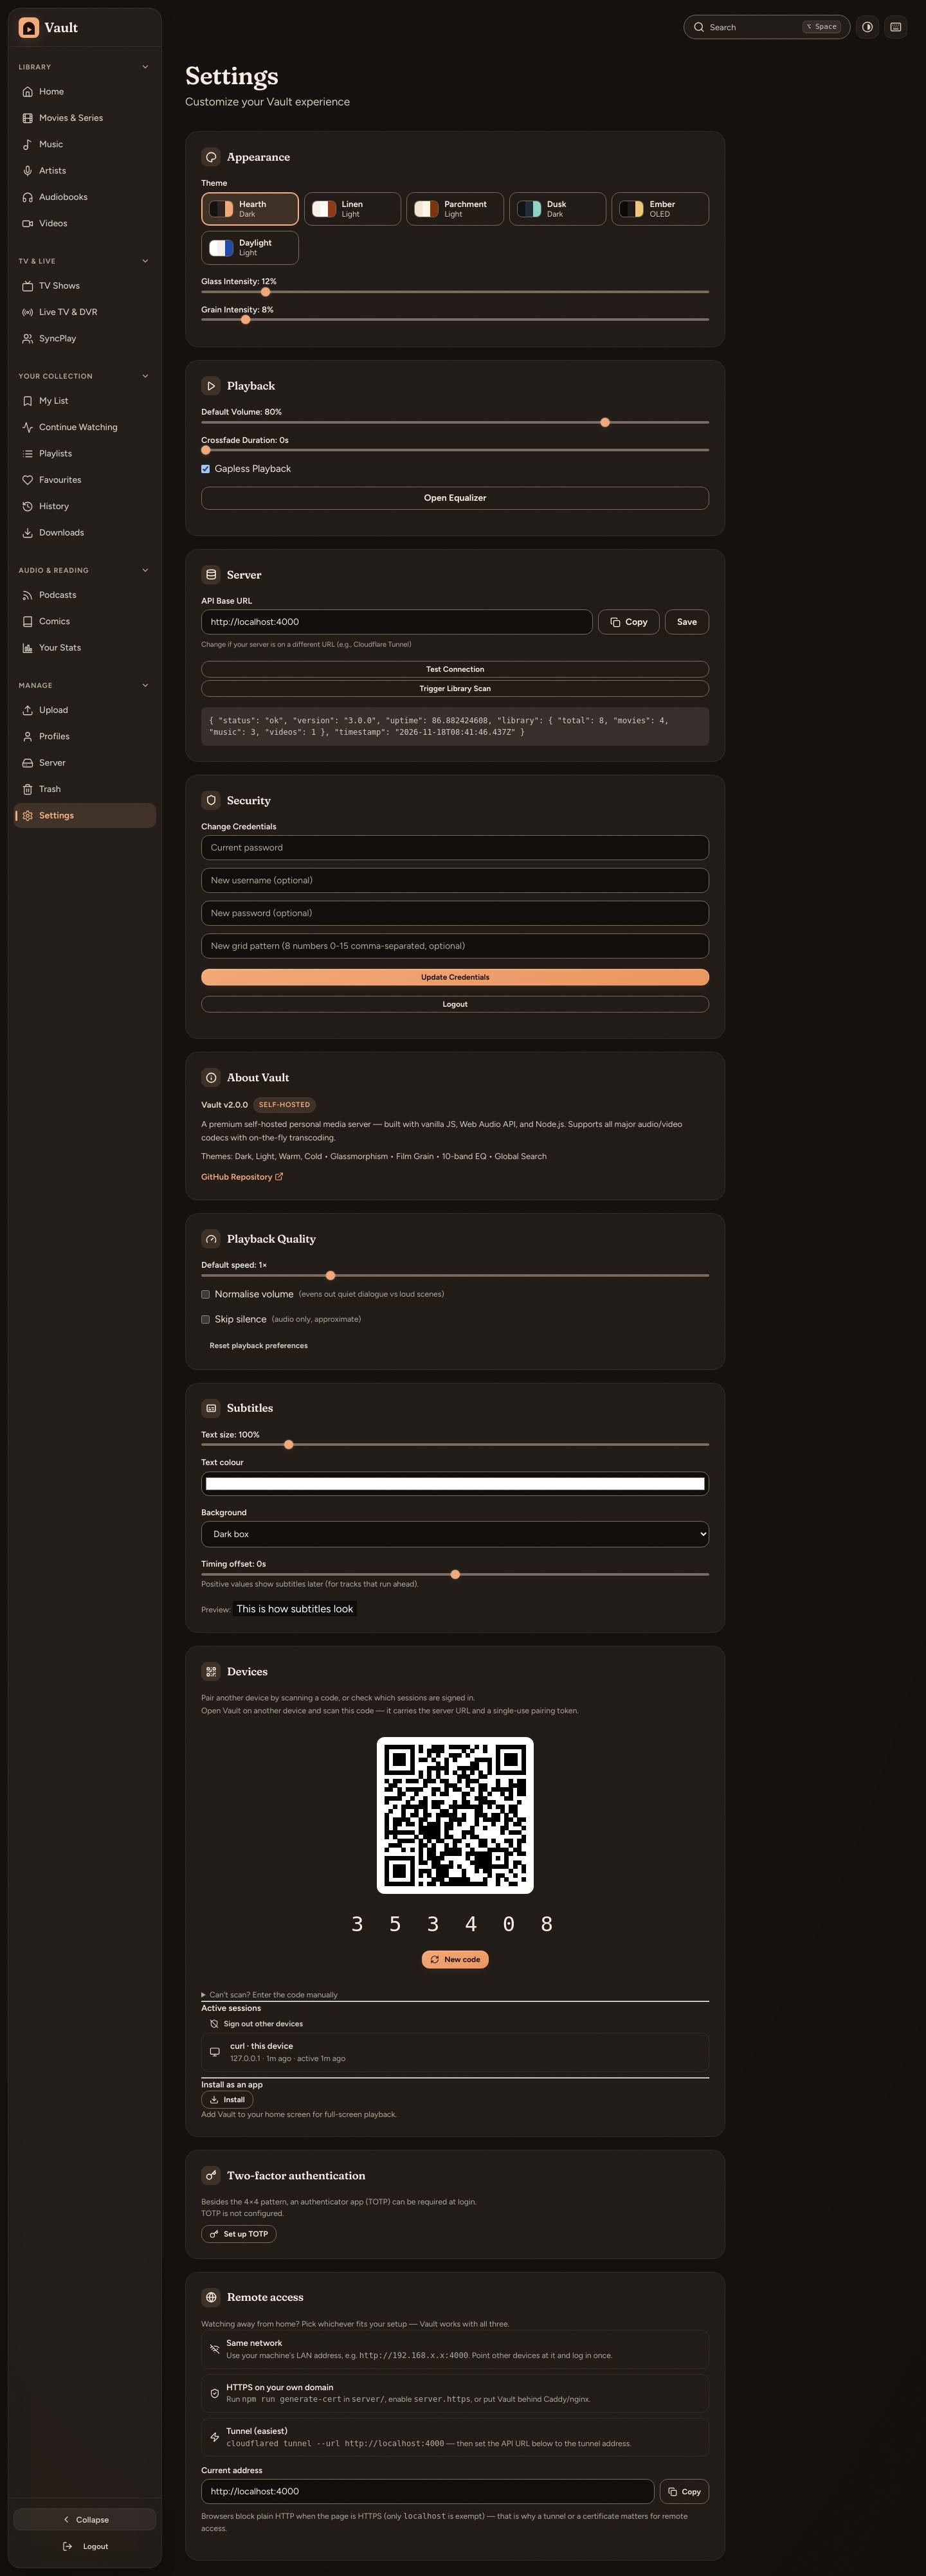 Vault
Search
⌥ Space
LIBRARY
Home
Movies & Series
Music
Artists
Audiobooks
Videos
TV & LIVE
TV Shows
Live TV & DVR
SyncPlay
YOUR COLLECTION
My List
Continue Watching
Playlists
Favourites
History
Downloads
AUDIO & READING
Podcasts
Comics
Your Stats
MANAGE
Upload
Profiles
Server
Trash
Settings
Collapse
Logout
Settings
Customize your Vault experience
Appearance
Theme
Hearth
Dark
Linen
Light
Parchment
Light
Dusk
Dark
Ember
OLED
Daylight
Light
Glass Intensity: 12%
Grain Intensity: 8%
Playback
Default Volume: 80%
Crossfade Duration: 0s
Gapless Playback
Open Equalizer
Server
API Base URL
http://localhost:4000
Copy
Save
Change if your server is on a different URL (e.g., Cloudflare Tunnel)
Test Connection
Trigger Library Scan
{ "status": "ok", "version": "3.0.0", "uptime": 86.882424608, "library": { "total": 8, "movies": 4,
"music": 3, "videos": 1 }, "timestamp": "2026-11-18T08:41:46.437Z" }
Security
Change Credentials
Current password
New username (optional)
New password (optional)
New grid pattern (8 numbers 0-15 comma-separated, optional)
Update Credentials
Logout
About Vault
Vault v2.0.0
SELF-HOSTED
A premium self-hosted personal media server — built with vanilla JS, Web Audio API, and Node.js. Supports all major audio/video
codecs with on-the-fly transcoding.
Themes: Dark, Light, Warm, Cold • Glassmorphism • Film Grain • 10-band EQ • Global Search
GitHub Repository
Playback Quality
Default speed: 1×
Normalise volume (evens out quiet dialogue vs loud scenes)
Skip silence (audio only, approximate)
Reset playback preferences
Subtitles
Text size: 100%
Text colour
Background
Dark box
Timing offset: 0s
Positive values show subtitles later (for tracks that run ahead).
Preview: This is how subtitles look
Devices
Pair another device by scanning a code, or check which sessions are signed in.
Open Vault on another device and scan this code — it carries the server URL and a single-use pairing token.
3 5 3 4 0 8
New code
Can't scan? Enter the code manually
Active sessions
Sign out other devices
curl · this device
127.0.0.1 · 1m ago · active 1m ago
Install as an app
Install
Add Vault to your home screen for full-screen playback.
Two-factor authentication
Besides the 4×4 pattern, an authenticator app (TOTP) can be required at login.
TOTP is not configured.
Set up TOTP
Remote access
Watching away from home? Pick whichever fits your setup — Vault works with all three.
Same network
Use your machine's LAN address, e.g. http://192.168.x.x:4000. Point other devices at it and log in once.
HTTPS on your own domain
Run npm run generate-cert in server/, enable server.https, or put Vault behind Caddy/nginx.
Tunnel (easiest)
cloudflared tunnel --url http://localhost:4000 — then set the API URL below to the tunnel address.
Current address
http://localhost:4000
Copy
Browsers block plain HTTP when the page is HTTPS (only localhost is exempt) — that is why a tunnel or a certificate matters for remote
access.